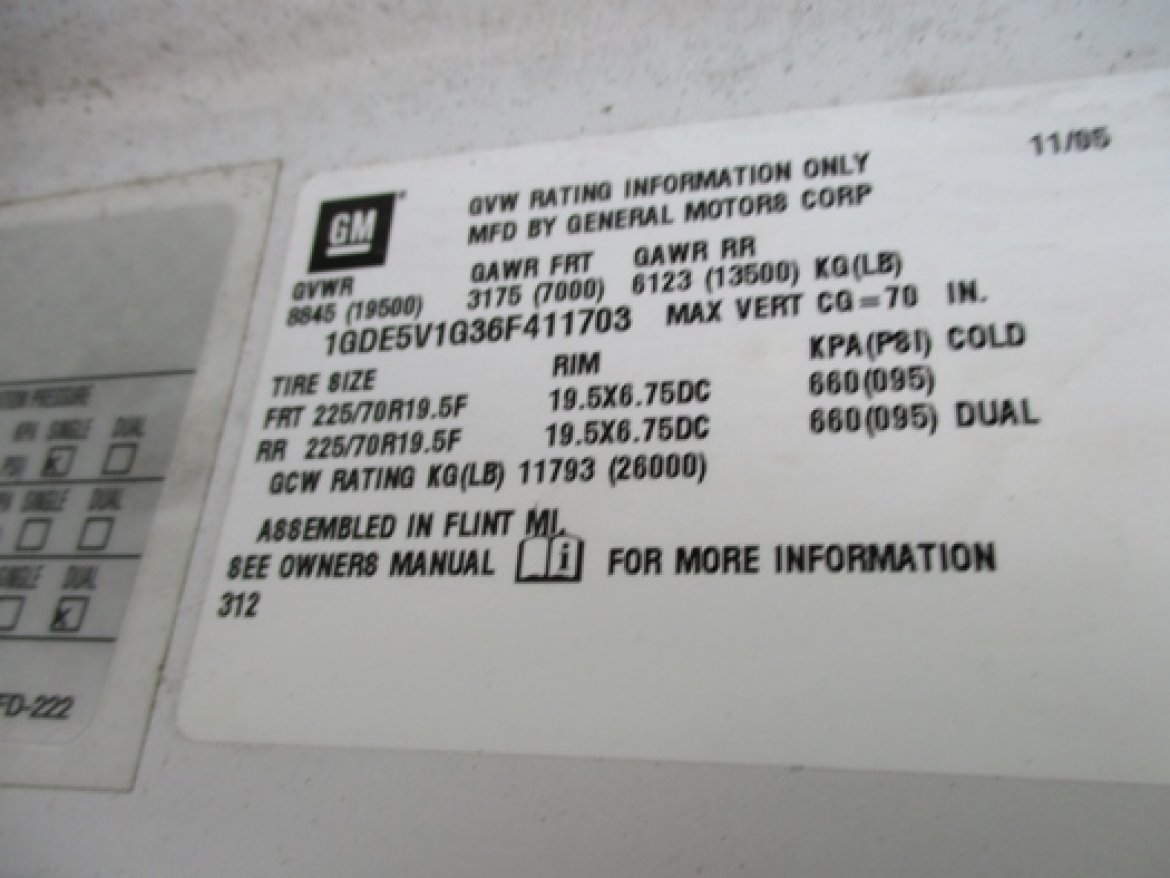 11/05
GM
GVW RATING INFORMATION ONLY
MFD BY GENERAL MOTORS CORP
GVWR GAWR FRT GAWR RR
8845 (19500) 3175 (7000) 6123 (13500) KG(LB)
1GDE5V1G36F411703 MAX VERT CG=70 IN.
TIRE SIZE RIM KPA(PSI) COLD
FRT 225/70R19.5F 19.5X6.75DC 660(095)
RR 225/70R19.5F 19.5X6.75DC 660(095) DUAL
GCW RATING KG(LB) 11793 (26000)
ASSEMBLED IN FLINT MI.
SEE OWNERS MANUAL i FOR MORE INFORMATION
312
PRESSURE
KPH SINGLE DUAL
PSI
SINGLE DUAL
DUAL
FD-222